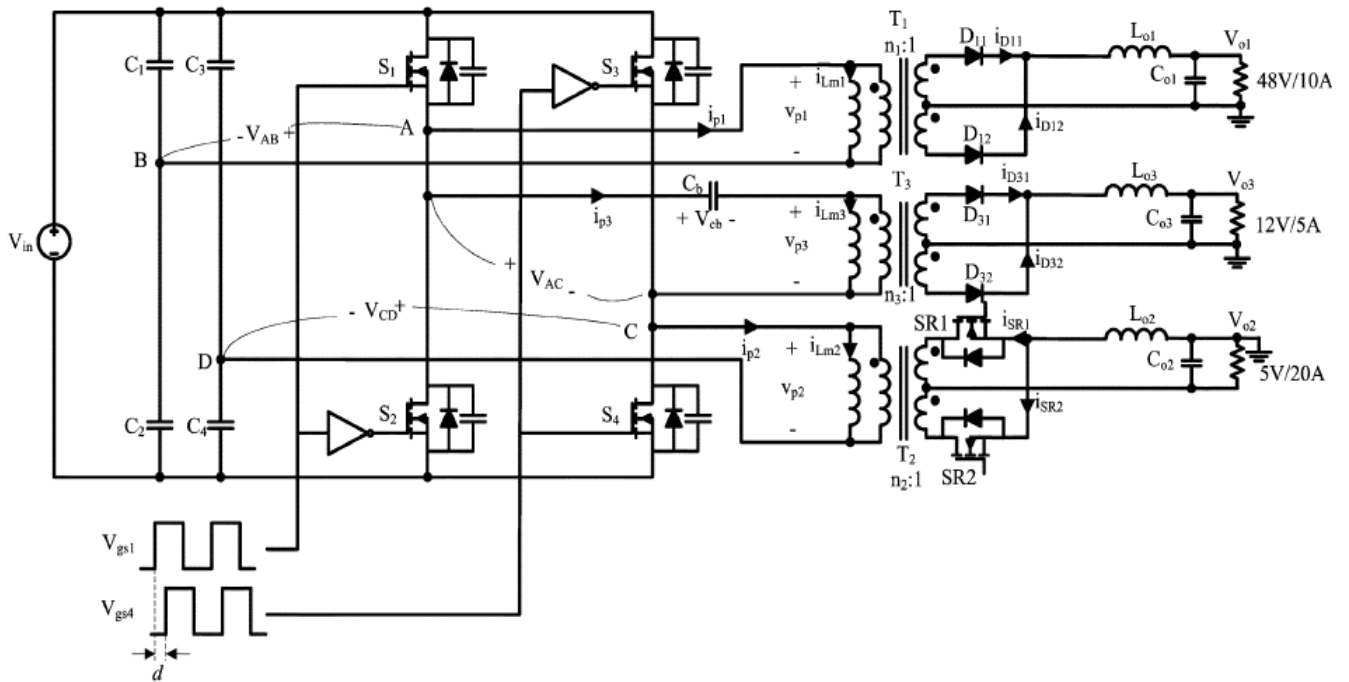 T1
n1:1
D11 iD11
Lo1
Vo1
C1
C3
S1
S3
iLm1
+
vp1
-
Co1
48V/10A
- VAB +
A
ip1
iD12
D12
B
T3
iD31
Lo3
Vo3
Cb
ip3
+ Vcb -
iLm3
+
vp3
-
D31
Co3
12V/5A
Vin
+
-
+
VAC
-
iD32
D32
n3:1
- VCD +
C
SR1
iSR1
Lo2
Vo2
D
ip2
iLm2
+
vp2
-
Co2
5V/20A
C2
C4
S2
S4
iSR2
T2
n2:1
SR2
Vgs1
Vgs4
d